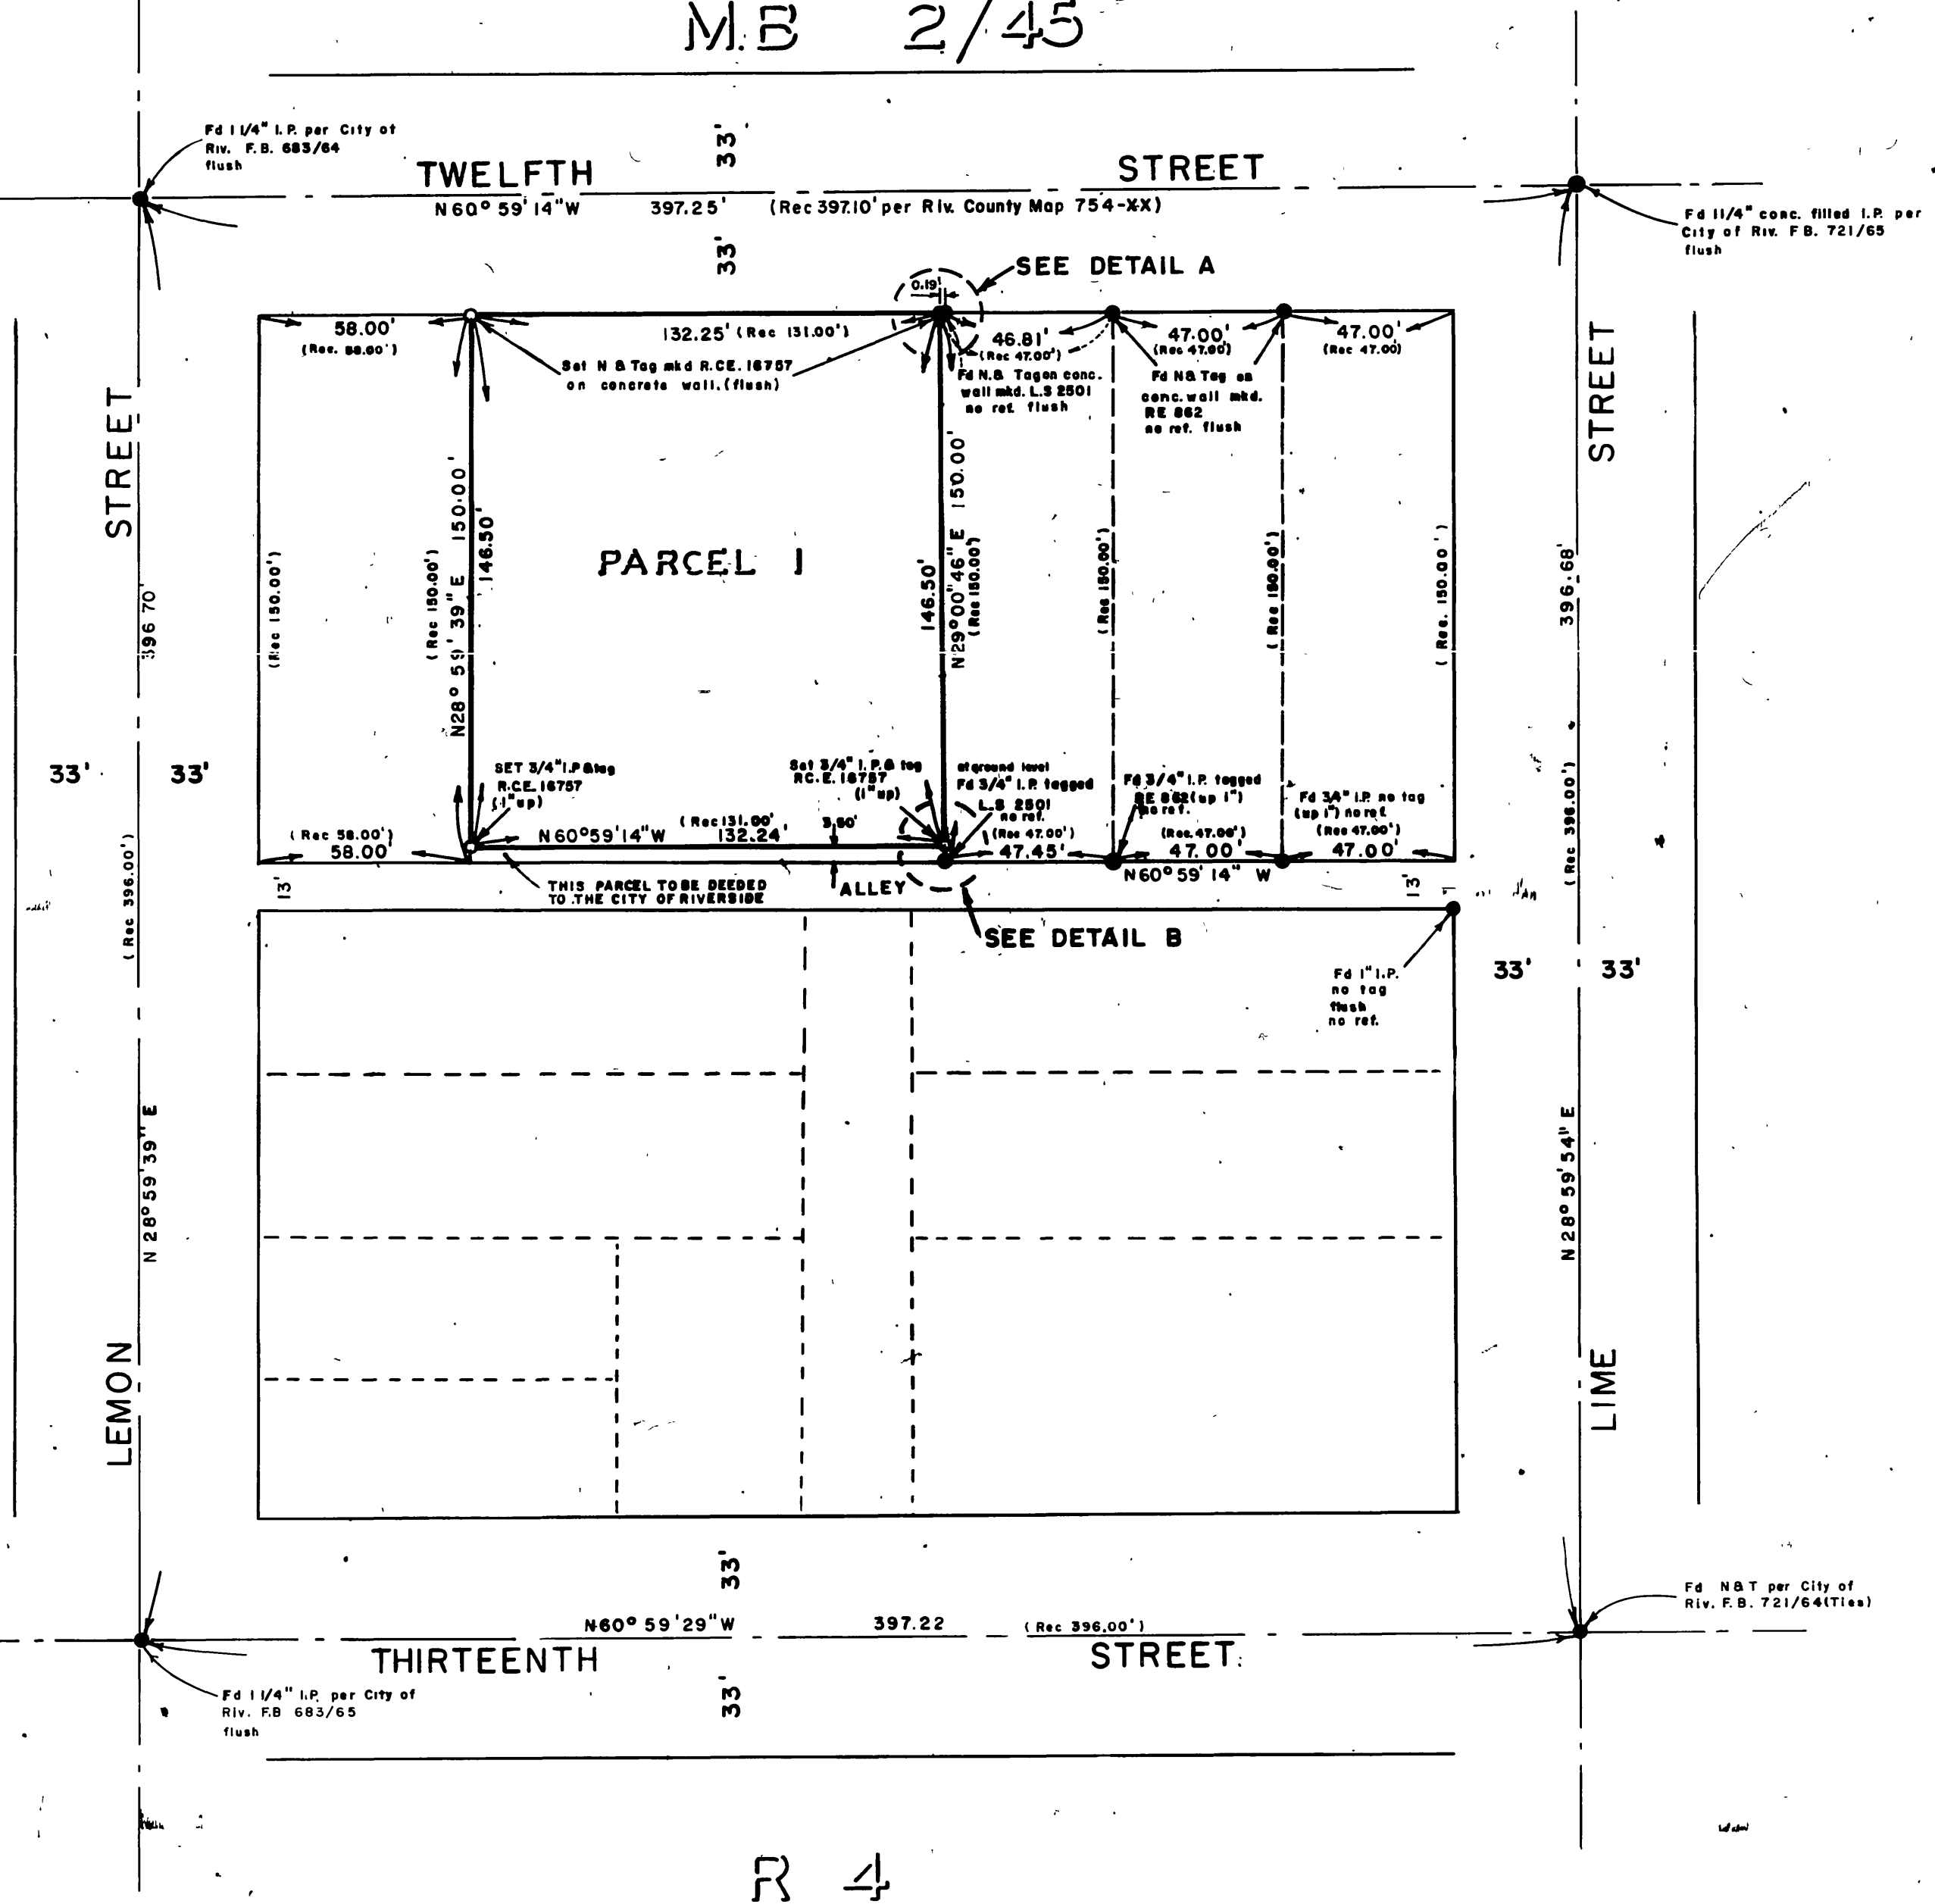 M.B 2/45
Fd 1 1/4" I.P. per City of
Riv. F.B. 683/64
flush
33'
TWELFTH STREET
N60° 59' 14" W 397.25' (Rec 397.10' per Riv. County Map 754-XX)
33'
Fd 1 1/4" conc. filled I.P. per
City of Riv. F B. 721/65
flush
SEE DETAIL A
0.19'
58.00'
(Rec. 58.00')
132.25' (Rec 131.00')
46.81'
(Rec 47.00')
47.00'
(Rec 47.00')
47.00'
(Rec 47.00')
Set N & Tag mkd R.C.E. 16757
on concrete wall. (flush)
Fd N.& Tag on conc.
wall mkd. L.S 2501
no ref. flush
Fd N & Tag on
conc. wall mkd.
RE 862
no ref. flush
STREET
STREET
PARCEL 1
396.70'
(Rec 150.00')
(Rec 150.00')
N28° 59' 39" E 150.00'
146.50'
146.50'
N29° 00' 46" E 150.00'
(Rec 150.00')
(Rec 150.00')
(Rec 150.00')
(Rec. 150.00')
396.68'
33'
33'
SET 3/4" I.P & tag
R.C.E. 16757
(1" up)
Set 3/4" I.P. & tag
R.C.E. 16757
(1" up)
at ground level
Fd 3/4" I.P. tagged
L.S 2501
no ref.
Fd 3/4" I.P. tagged
RE 862 (up 1")
no ref.
Fd 3/4" I.P. no tag
(up 1") no ref.
(Rec 58.00')
58.00'
N60° 59' 14" W
(Rec 131.00')
132.24'
3.50'
(Rec 47.00')
47.45'
(Rec. 47.00')
47.00'
(Rec 47.00')
47.00'
N60° 59' 14" W
(Rec 396.00')
(Rec 396.00')
13'
THIS PARCEL TO BE DEEDED
TO THE CITY OF RIVERSIDE
ALLEY
13'
SEE DETAIL B
Fd 1" I.P.
no tag
flush
no ref.
33'
33'
N 28° 59' 39" E
N 28° 59' 54" E
LEMON
LIME
33'
N60° 59' 29" W 397.22 (Rec 396.00')
THIRTEENTH STREET
33'
Fd N & T per City of
Riv. F.B. 721/64 (Ties)
Fd 1 1/4" I.P. per City of
Riv. F.B 683/65
flush
R 4